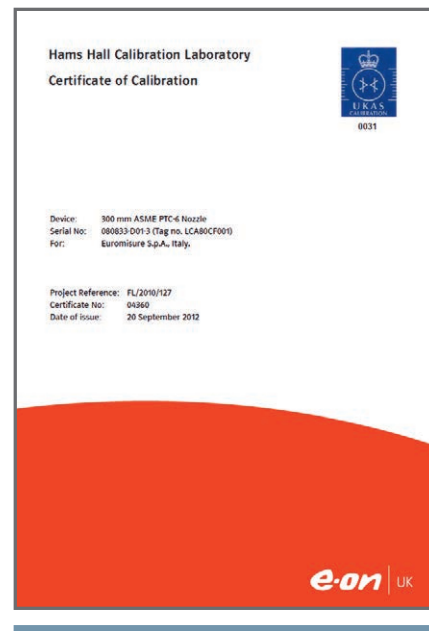 Hams Hall Calibration Laboratory
Certificate of Calibration
UKAS
CALIBRATION
0031
Device: 300 mm ASME PTC-6 Nozzle
Serial No: 080833-D01-3 (Tag no. LCA80CF001)
For: Euromisure S.p.A., Italy.
Project Reference: FL/2010/127
Certificate No: 04360
Date of issue: 20 September 2012
e·on | UK